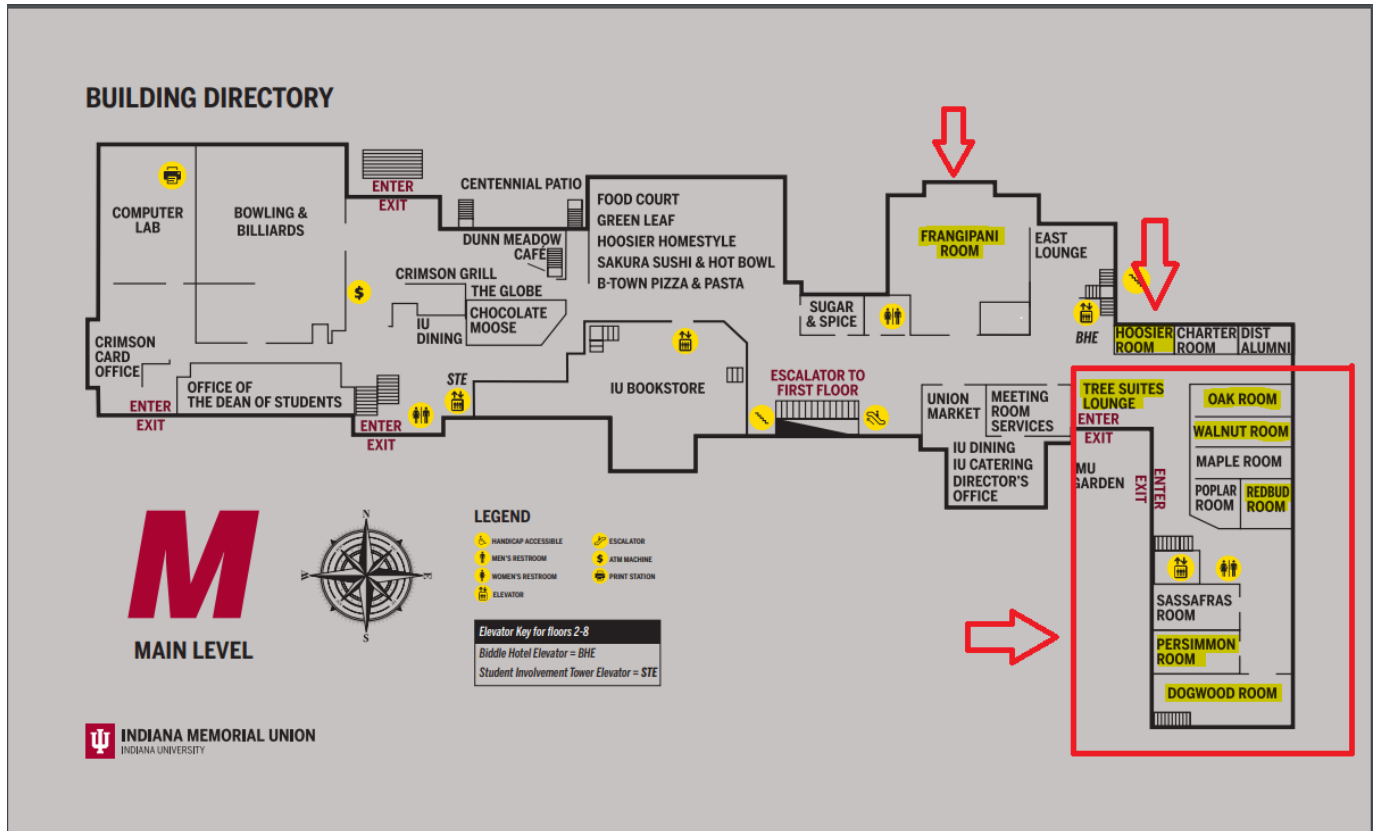 BUILDING DIRECTORY
COMPUTER
LAB
BOWLING &
BILLIARDS
ENTER
EXIT
CENTENNIAL PATIO
DUNN MEADOW
CAFÉ
CRIMSON GRILL
THE GLOBE
CHOCOLATE
MOOSE
IU
DINING
$
FOOD COURT
GREEN LEAF
HOOSIER HOMESTYLE
SAKURA SUSHI & HOT BOWL
B-TOWN PIZZA & PASTA
FRANGIPANI
ROOM
EAST
LOUNGE
SUGAR
& SPICE
BHE
HOOSIER
ROOM
CHARTER
ROOM
DIST
ALUMNI
CRIMSON
CARD
OFFICE
OFFICE OF
THE DEAN OF STUDENTS
ENTER
EXIT
ENTER
EXIT
STE
IU BOOKSTORE
ESCALATOR TO
FIRST FLOOR
UNION
MARKET
MEETING
ROOM
SERVICES
IU DINING
IU CATERING
DIRECTOR'S
OFFICE
TREE SUITES
LOUNGE
ENTER
EXIT
MU
GARDEN
ENTER
EXIT
OAK ROOM
WALNUT ROOM
MAPLE ROOM
POPLAR
ROOM
REDBUD
ROOM
SASSAFRAS
ROOM
PERSIMMON
ROOM
DOGWOOD ROOM
M
MAIN LEVEL
N
W
E
S
LEGEND
HANDICAP ACCESSIBLE
MEN'S RESTROOM
WOMEN'S RESTROOM
ELEVATOR
ESCALATOR
$ ATM MACHINE
PRINT STATION
Elevator Key for floors 2-8
Biddle Hotel Elevator = BHE
Student Involvement Tower Elevator = STE
INDIANA MEMORIAL UNION
INDIANA UNIVERSITY